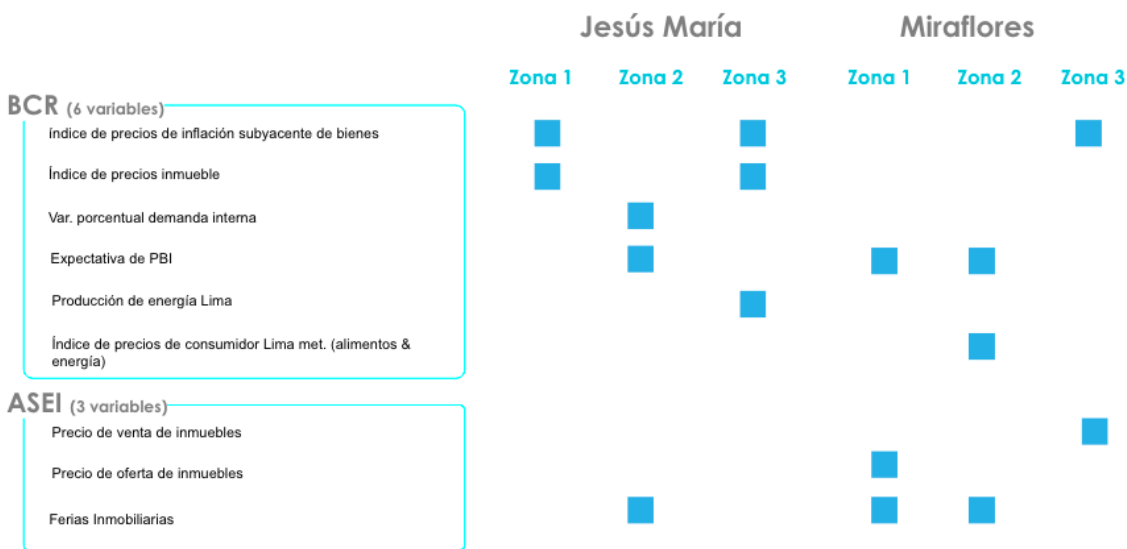 Jesús María Miraflores
Zona 1 Zona 2 Zona 3 Zona 1 Zona 2 Zona 3
BCR (6 variables)
índice de precios de inflación subyacente de bienes
Índice de precios inmueble
Var. porcentual demanda interna
Expectativa de PBI
Producción de energía Lima
Índice de precios de consumidor Lima met. (alimentos &
energía)
ASEI (3 variables)
Precio de venta de inmuebles
Precio de oferta de inmuebles
Ferias Inmobiliarias